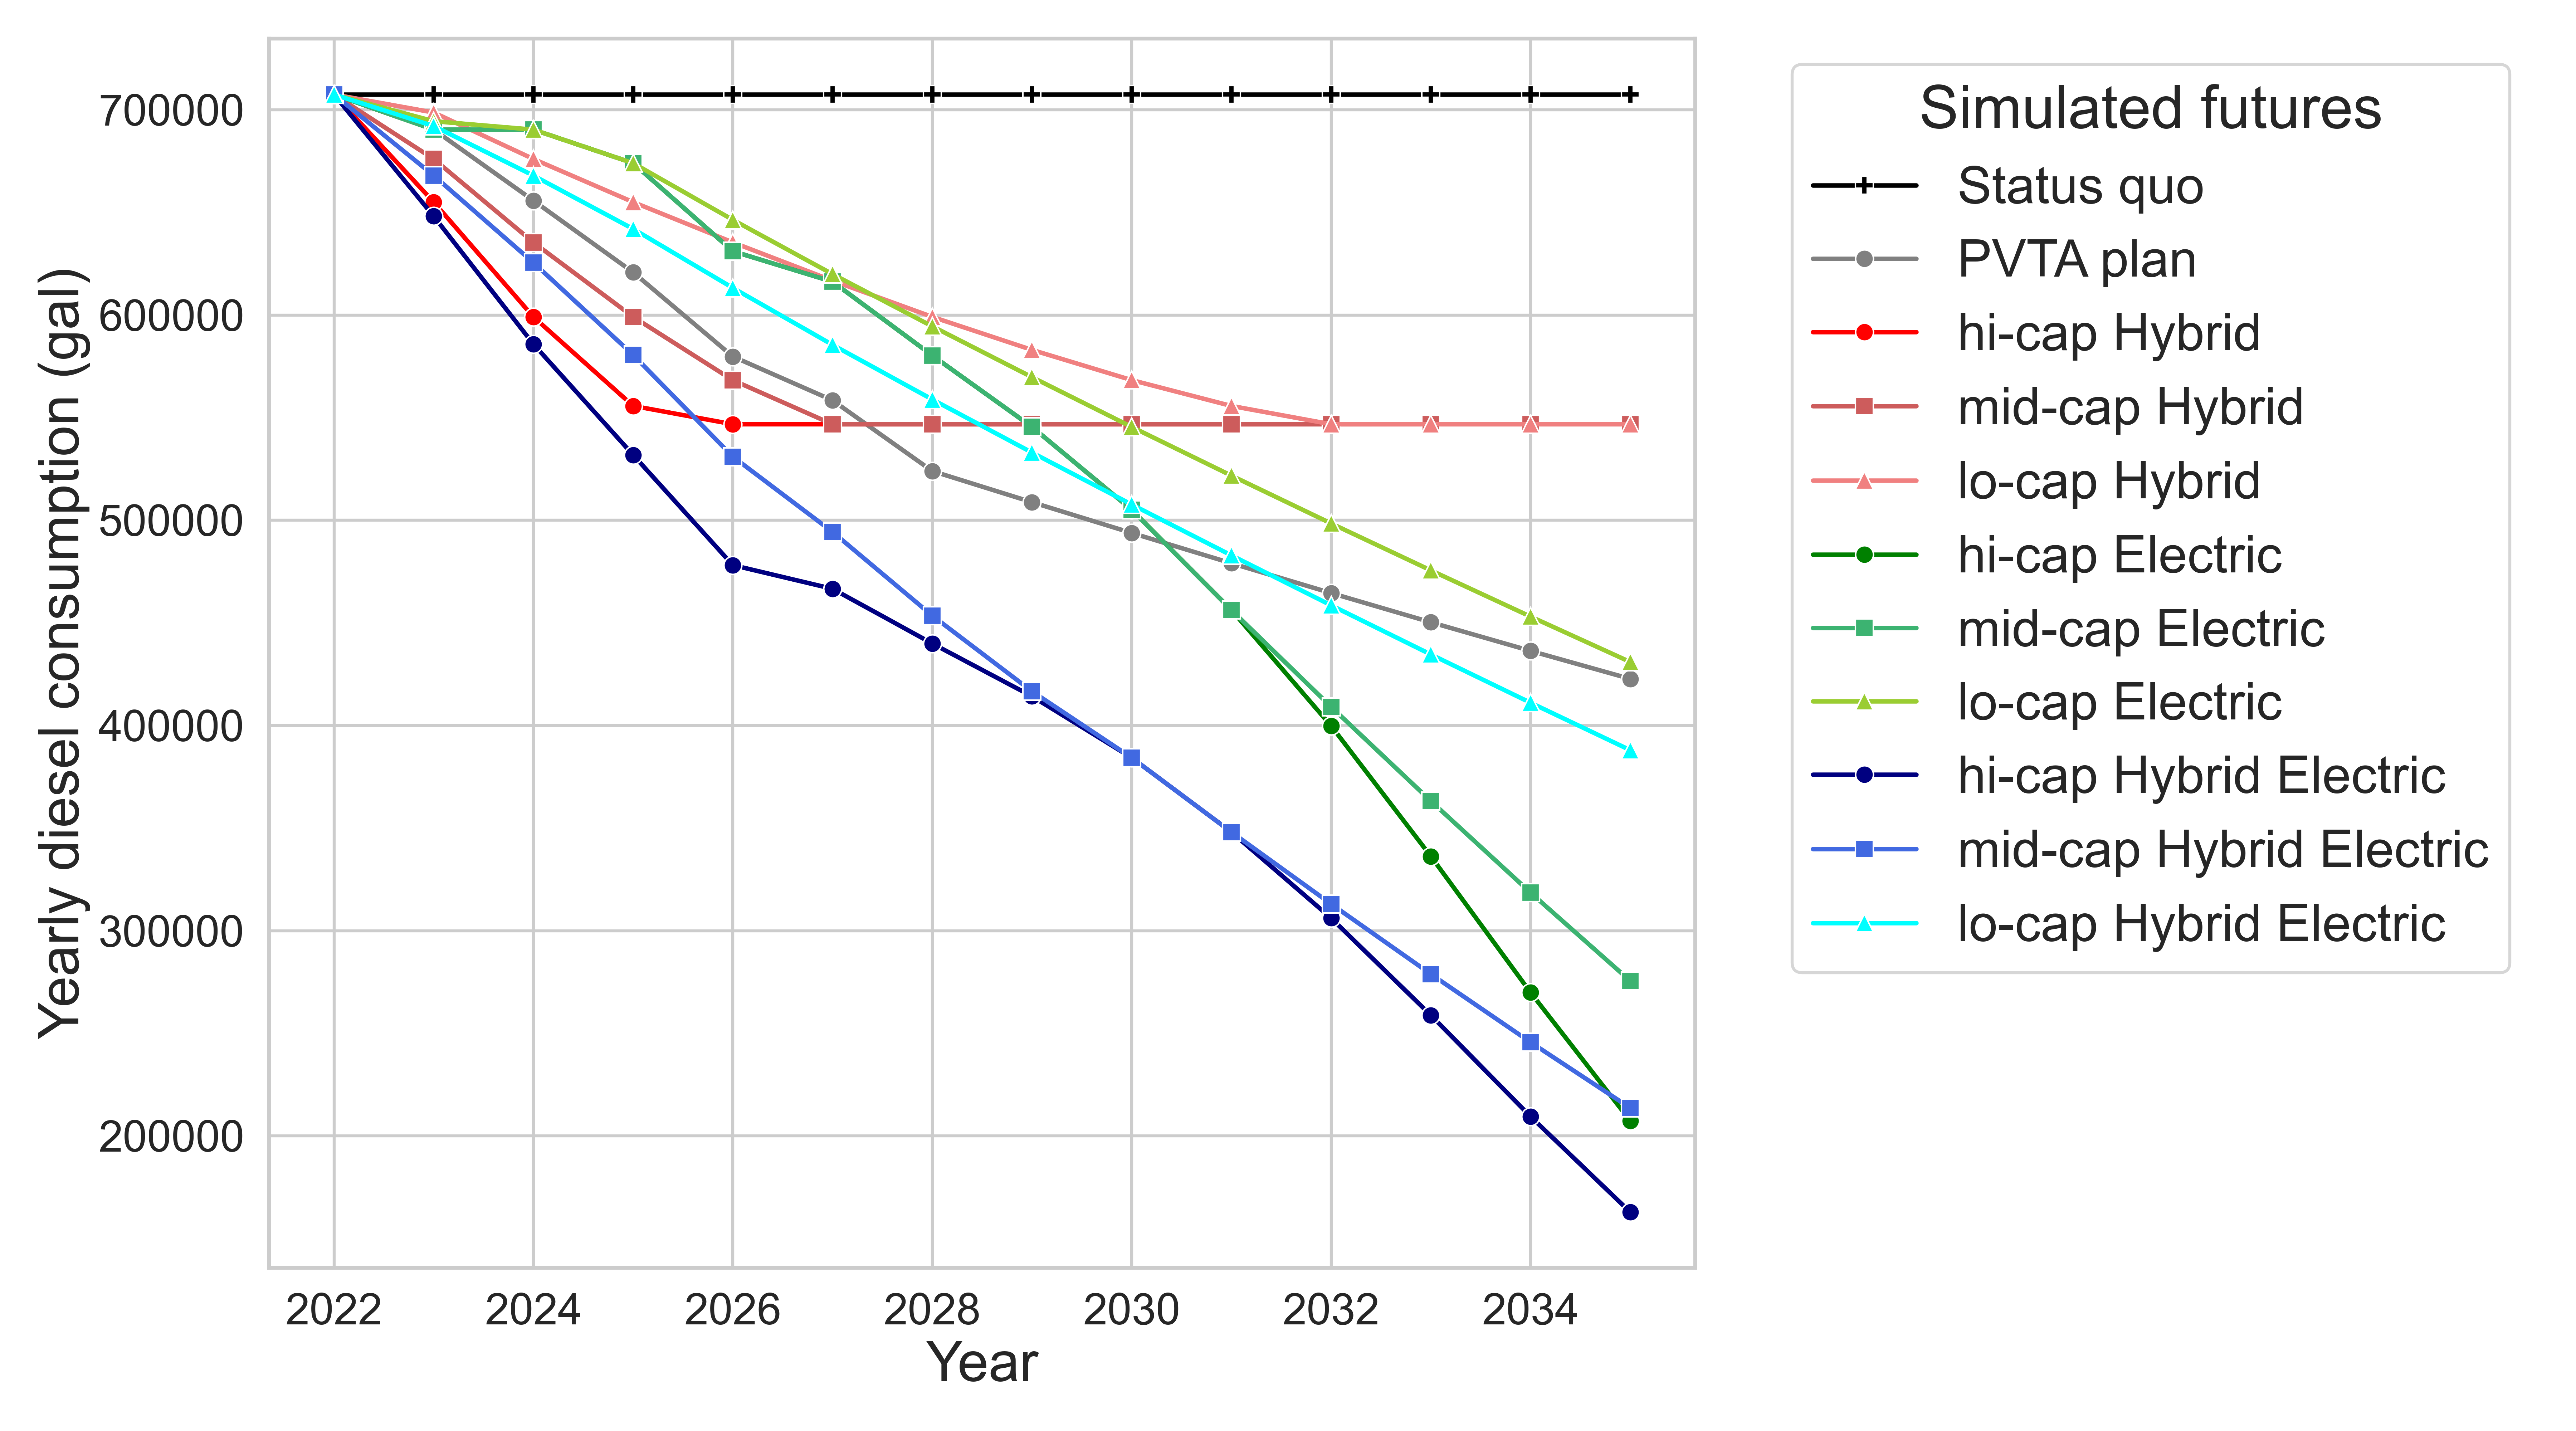 Yearly diesel consumption (gal)
700000
600000
500000
400000
300000
200000
2022 2024 2026 2028 2030 2032 2034
Year
Simulated futures
Status quo
PVTA plan
hi-cap Hybrid
mid-cap Hybrid
lo-cap Hybrid
hi-cap Electric
mid-cap Electric
lo-cap Electric
hi-cap Hybrid Electric
mid-cap Hybrid Electric
lo-cap Hybrid Electric